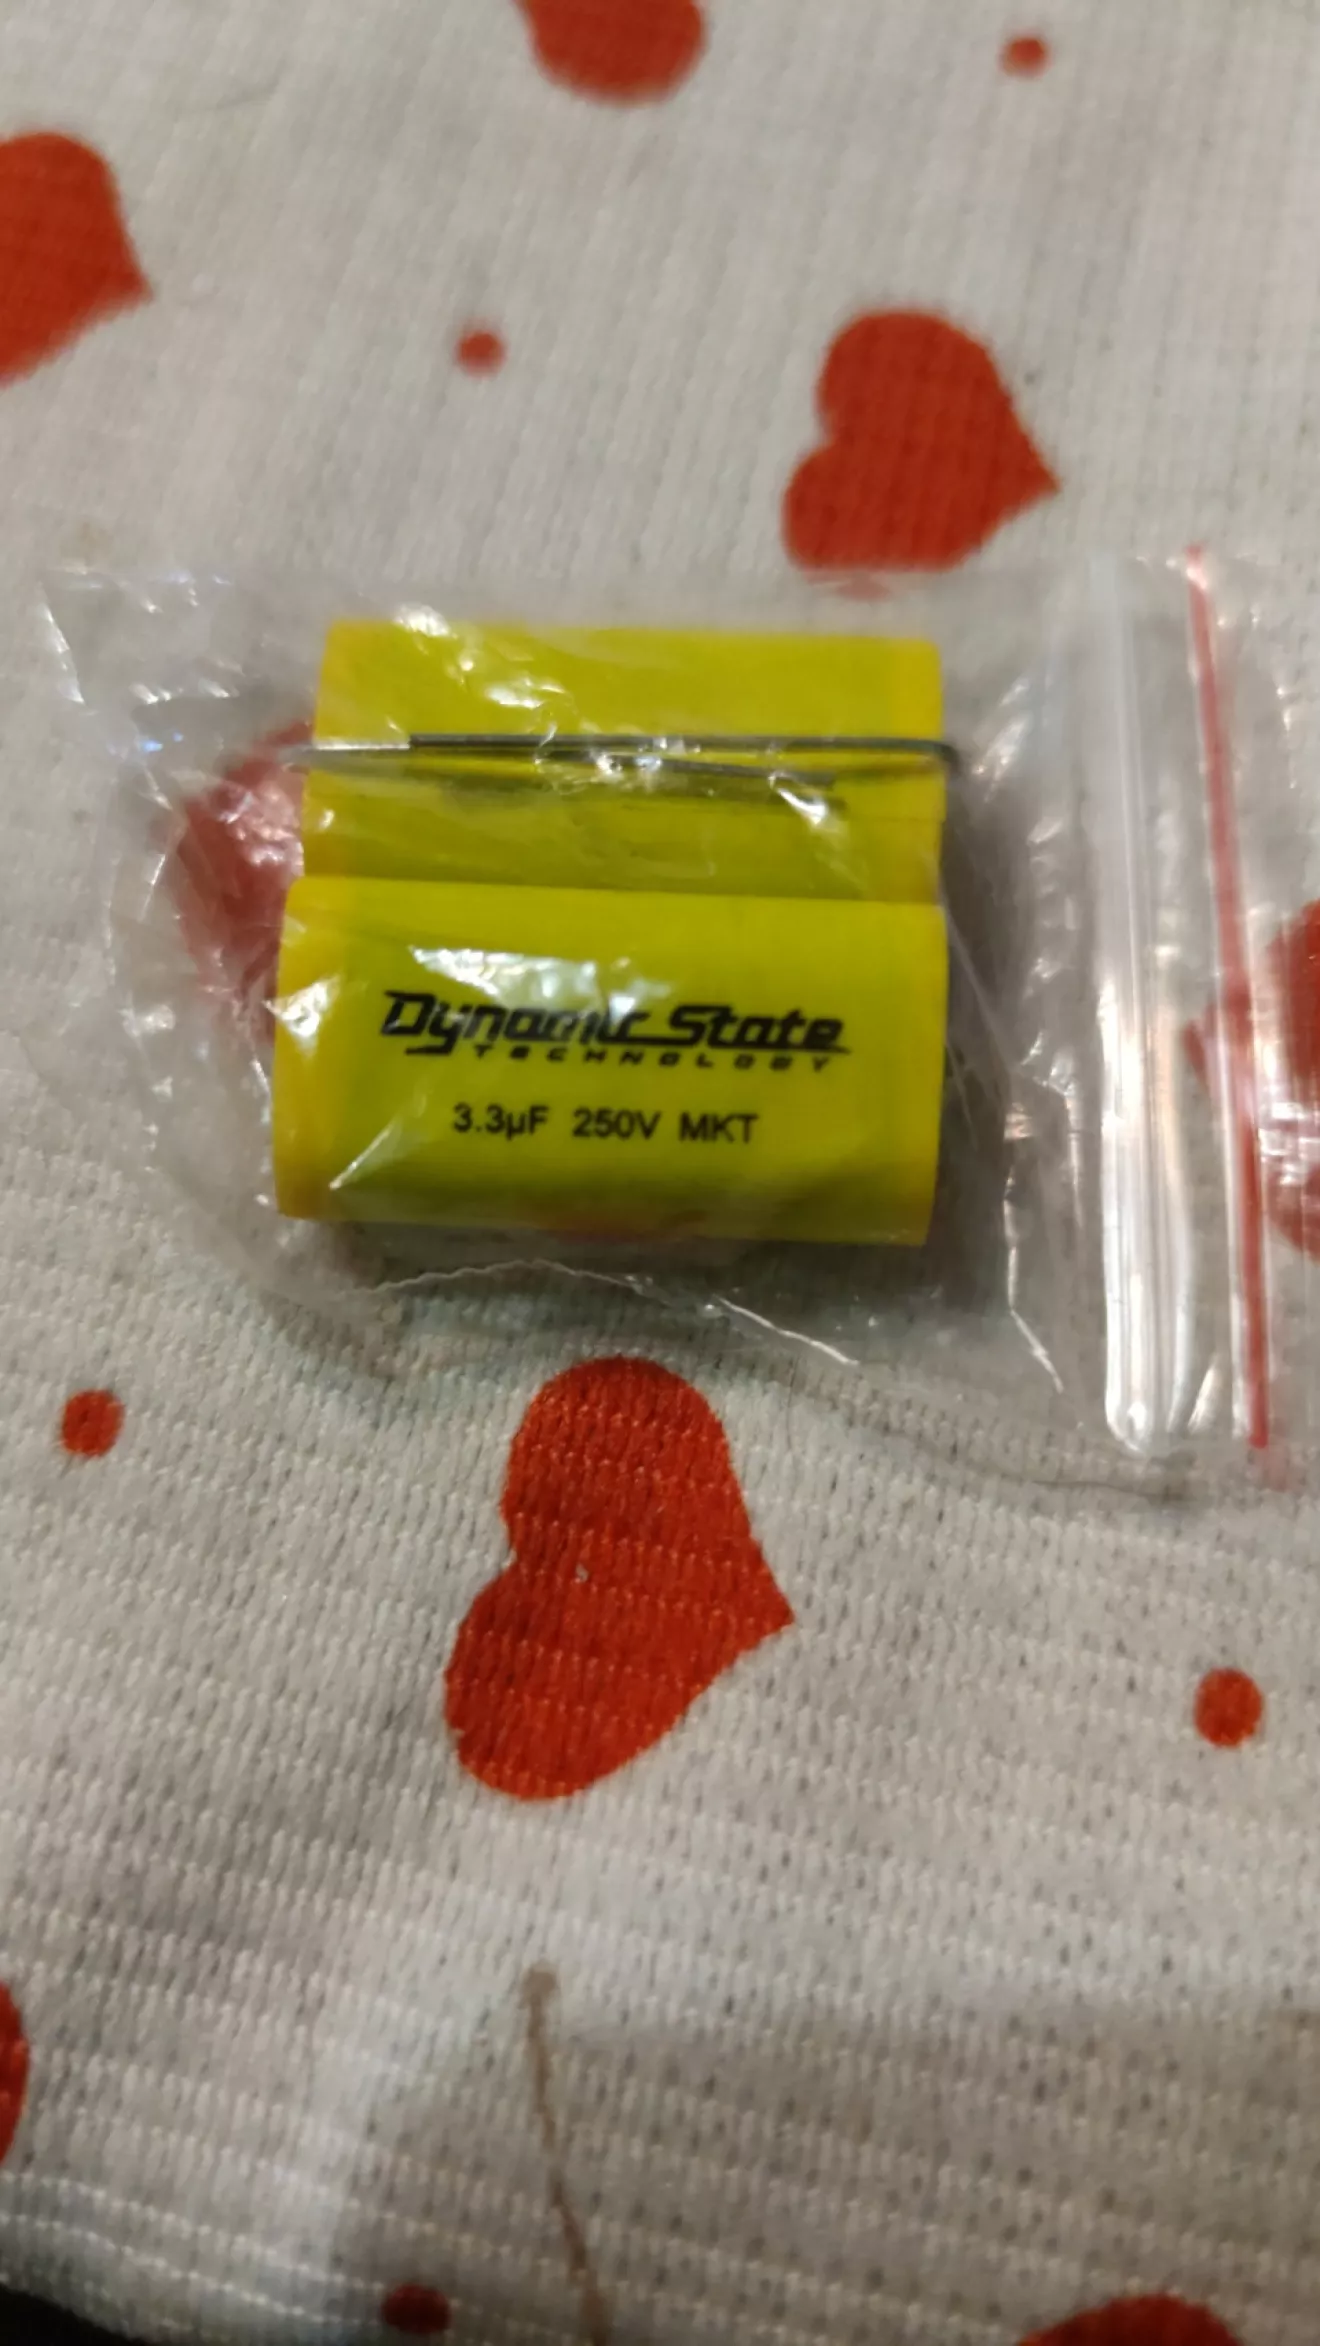 Dynamic State
TECHNOLOGY
3.3µF 250V MKT